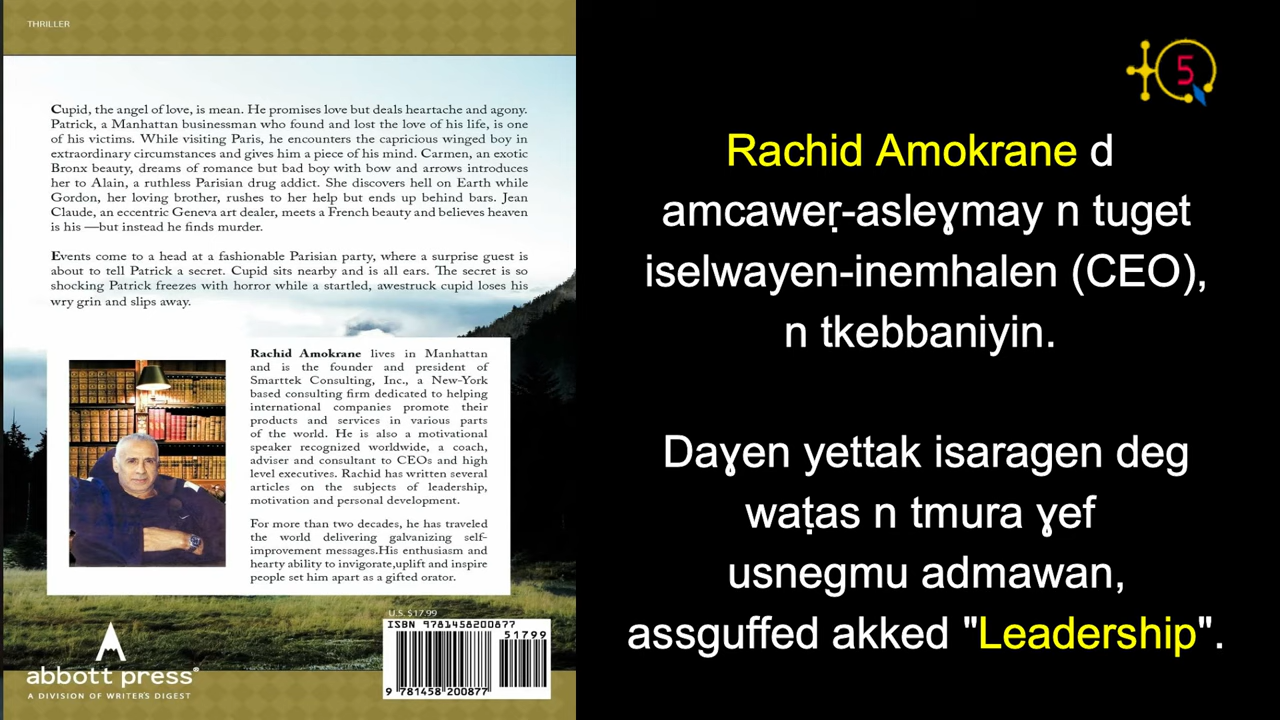 THRILLER
Cupid, the angel of love, is mean. He promises love but deals heartache and agony.
Patrick, a Manhattan businessman who found and lost the love of his life, is one
of his victims. While visiting Paris, he encounters the capricious winged boy in
extraordinary circumstances and gives him a piece of his mind. Carmen, an exotic
Bronx beauty, dreams of romance but bad boy with bow and arrows introduces
her to Alain, a ruthless Parisian drug addict. She discovers hell on Earth while
Gordon, her loving brother, rushes to her help but ends up behind bars. Jean
Claude, an eccentric Geneva art dealer, meets a French beauty and believes heaven
is his —but instead he finds murder.
Events come to a head at a fashionable Parisian party, where a surprise guest is
about to tell Patrick a secret. Cupid sits nearby and is all ears. The secret is so
shocking Patrick freezes with horror while a startled, awestruck cupid loses his
wry grin and slips away.
Rachid Amokrane lives in Manhattan
and is the founder and president of
Smarttek Consulting, Inc., a New-York
based consulting firm dedicated to helping
international companies promote their
products and services in various parts
of the world. He is also a motivational
speaker recognized worldwide, a coach,
adviser and consultant to CEOs and high
level executives. Rachid has written several
articles on the subjects of leadership,
motivation and personal development.
For more than two decades, he has traveled
the world delivering galvanizing self-
improvement messages.His enthusiasm and
hearty ability to invigorate,uplift and inspire
people set him apart as a gifted orator.
U.S. $17.99
ISBN 9781458200877
51799
9 781458 200877
abbott press®
A DIVISION OF WRITER'S DIGEST
5
Rachid Amokrane d
amcaweṛ-asleɣmay n tuget
iselwayen-inemhalen (CEO),
n tkebbaniyin.
Daɣen yettak isaragen deg
waṭas n tmura ɣef
usnegmu admawan,
assguffed akked "Leadership".